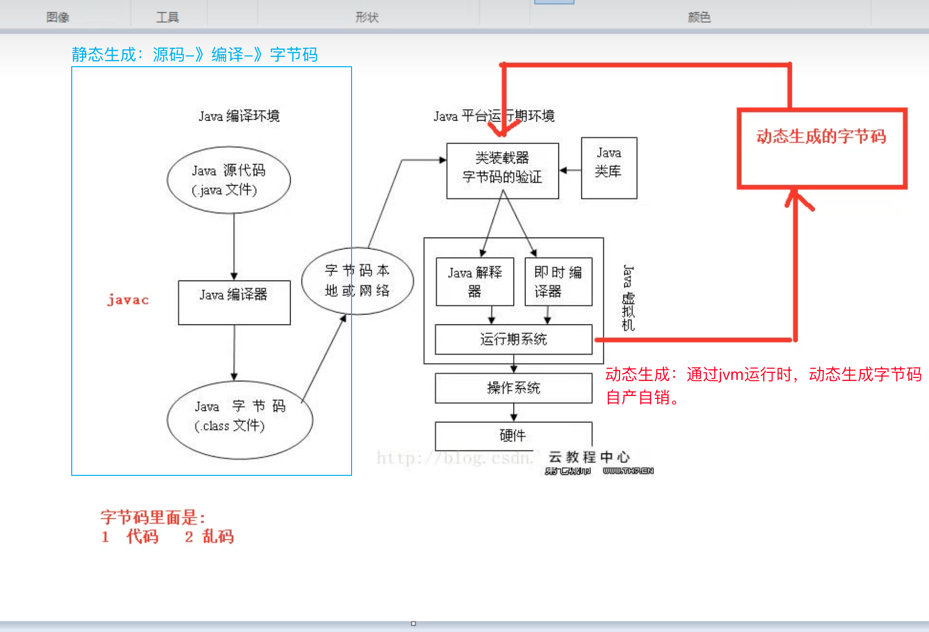 图像
工具
形状
颜色
静态生成：源码-》编译-》字节码
Java 编译环境
Java 平台运行期环境
动态生成的字节码
Java 源代码
(.java 文件)
类装载器
字节码的验证
Java
类库
字节码本
地或网络
Java 解释
器
即时编
译器
Java 虚拟机
javac
Java 编译器
运行期系统
动态生成：通过jvm运行时，动态生成字节码
自产自销。
操作系统
Java 字节码
(.class 文件)
硬件
http://blog.csdn.
云教程中心
字节码里面是:
1 代码 2 乱码